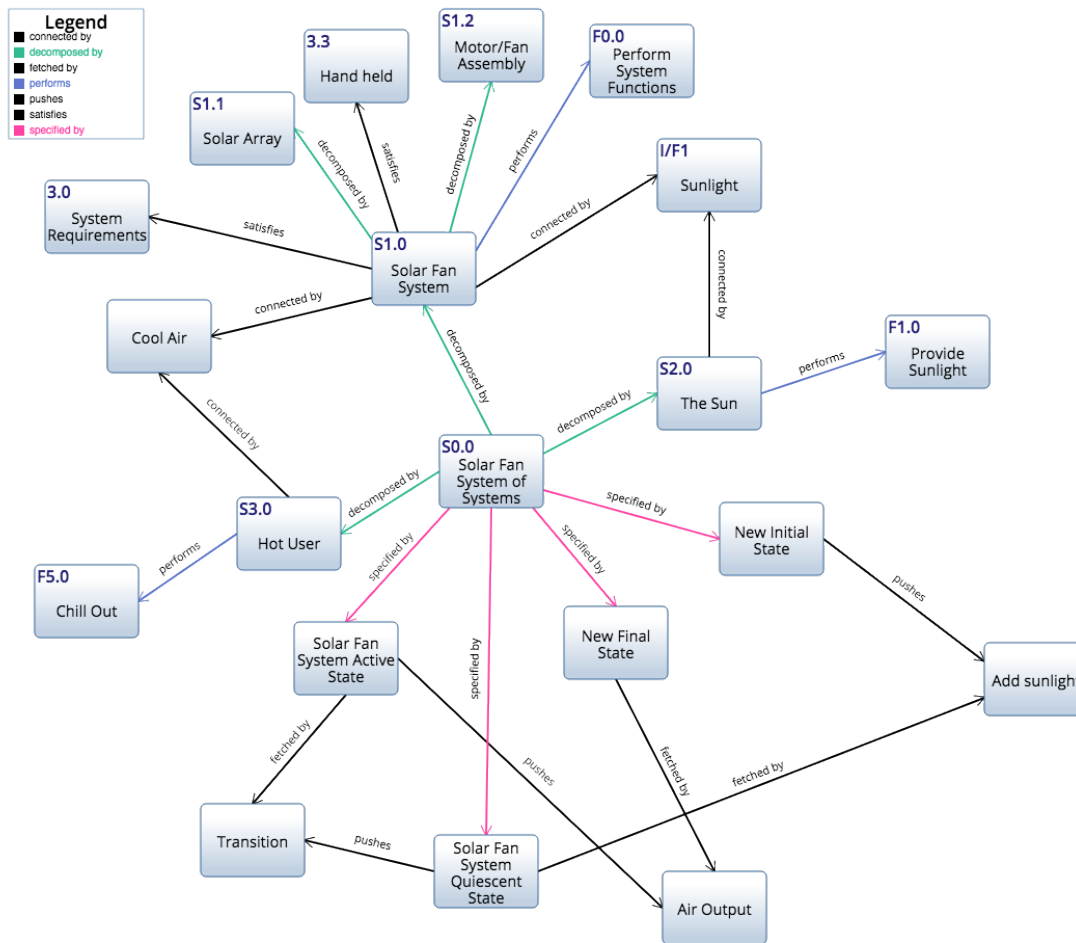 Legend
connected by
decomposed by
fetched by
performs
pushes
satisfies
specified by
S1.2
Motor/Fan
Assembly
F0.0
Perform
System
Functions
3.3
Hand held
S1.1
Solar Array
decomposed by
satisfies
decomposed by
performs
I/F1
Sunlight
3.0
System
Requirements
satisfies
S1.0
Solar Fan
System
connected by
connected by
connected by
Cool Air
decomposed by
F1.0
Provide
Sunlight
S2.0
The Sun
performs
decomposed by
connected by
S0.0
Solar Fan
System of
Systems
decomposed by
specified by
S3.0
Hot User
New Initial
State
performs
specified by
specified by
F5.0
Chill Out
pushes
Solar Fan
System Active
State
New Final
State
specified by
Add sunlight
fetched by
pushes
fetched by
fetched by
Transition
pushes
Solar Fan
System
Quiescent
State
Air Output